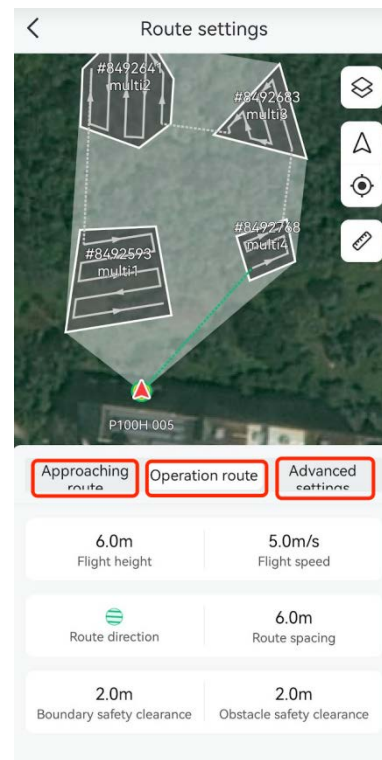 Route settings
#8492641
multi2
#8492683
multi3
#8492768
multi4
#8492593
multi1
P100H 005
Approaching
route
Operation route
Advanced
settings
6.0m
Flight height
5.0m/s
Flight speed
Route direction
6.0m
Route spacing
2.0m
Boundary safety clearance
2.0m
Obstacle safety clearance